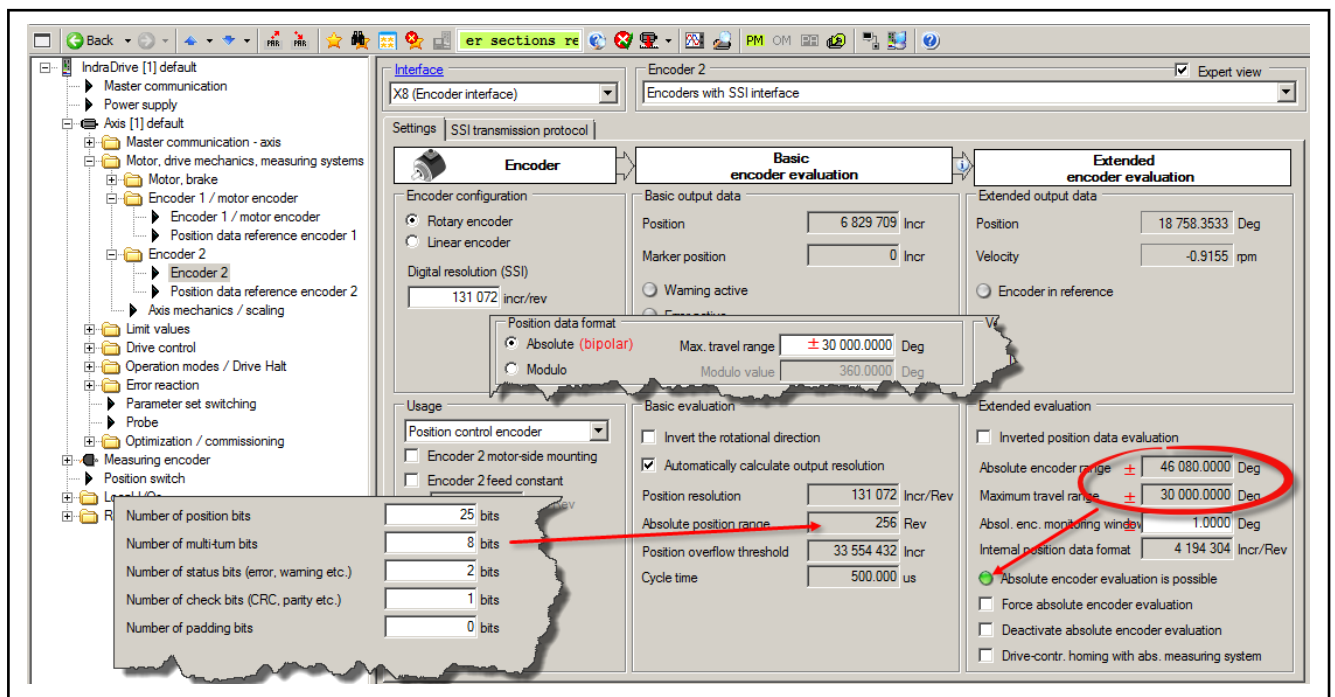 Back
er sections re
PM OM
IndraDrive [1] default
Master communication
Power supply
Axis [1] default
Master communication - axis
Motor, drive mechanics, measuring systems
Motor, brake
Encoder 1 / motor encoder
Encoder 1 / motor encoder
Position data reference encoder 1
Encoder 2
Encoder 2
Position data reference encoder 2
Axis mechanics / scaling
Limit values
Drive control
Operation modes / Drive Halt
Error reaction
Parameter set switching
Probe
Optimization / commissioning
Measuring encoder
Position switch
Interface
X8 (Encoder interface)
Encoder 2
Expert view
Encoders with SSI interface
Settings
SSI transmission protocol
Encoder
Basic
encoder evaluation
Extended
encoder evaluation
Encoder configuration
Rotary encoder
Linear encoder
Digital resolution (SSI)
131 072 incr/rev
Basic output data
Position 6 829 709 Incr
Marker position 0 Incr
Warning active
Error active
Extended output data
Position 18 758.3533 Deg
Velocity -0.9155 rpm
Encoder in reference
Position data format
Absolute (bipolar) Max. travel range ± 30 000.0000 Deg
Modulo Modulo value 360.0000 Deg
Usage
Position control encoder
Encoder 2 motor-side mounting
Encoder 2 feed constant
Basic evaluation
Invert the rotational direction
Automatically calculate output resolution
Position resolution 131 072 Incr/Rev
Absolute position range 256 Rev
Position overflow threshold 33 554 432 Incr
Cycle time 500.000 us
Extended evaluation
Inverted position data evaluation
Absolute encoder range ± 46 080.0000 Deg
Maximum travel range ± 30 000.0000 Deg
Absol. enc. monitoring window ± 1.0000 Deg
Internal position data format 4 194 304 Incr/Rev
Absolute encoder evaluation is possible
Force absolute encoder evaluation
Deactivate absolute encoder evaluation
Drive-contr. homing with abs. measuring system
Number of position bits 25 bits
Number of multi-turn bits 8 bits
Number of status bits (error, warning etc.) 2 bits
Number of check bits (CRC, parity etc.) 1 bits
Number of padding bits 0 bits